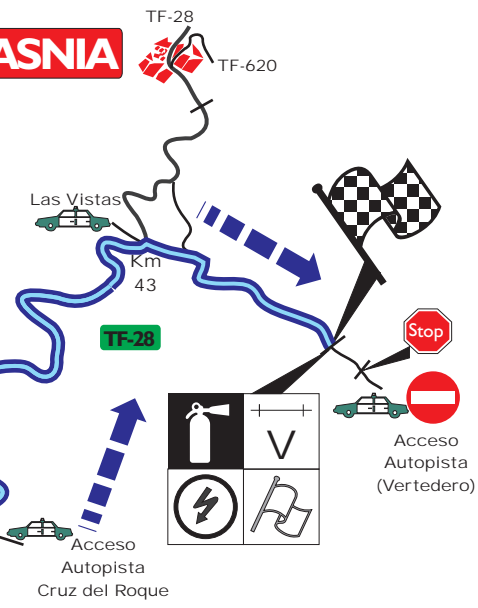 TF-28
ASNIA
TF-620
Las Vistas
Km
43
TF-28
Stop
V
Acceso
Autopista
(Vertedero)
Acceso
Autopista
Cruz del Roque